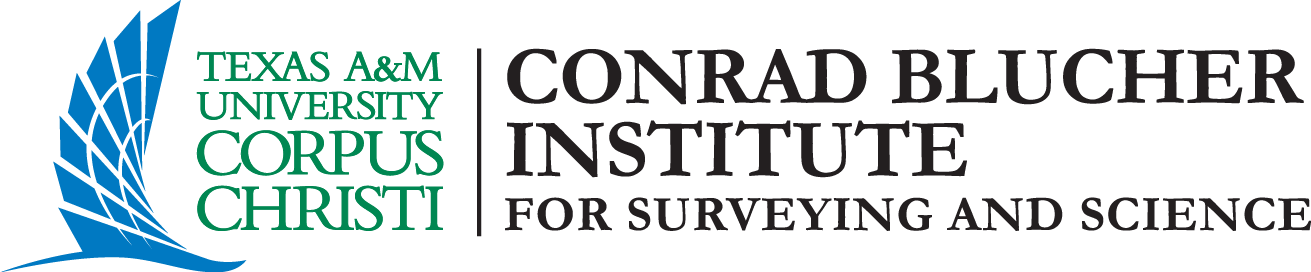 TEXAS A&M
UNIVERSITY
CORPUS
CHRISTI
CONRAD BLUCHER
INSTITUTE
FOR SURVEYING AND SCIENCE